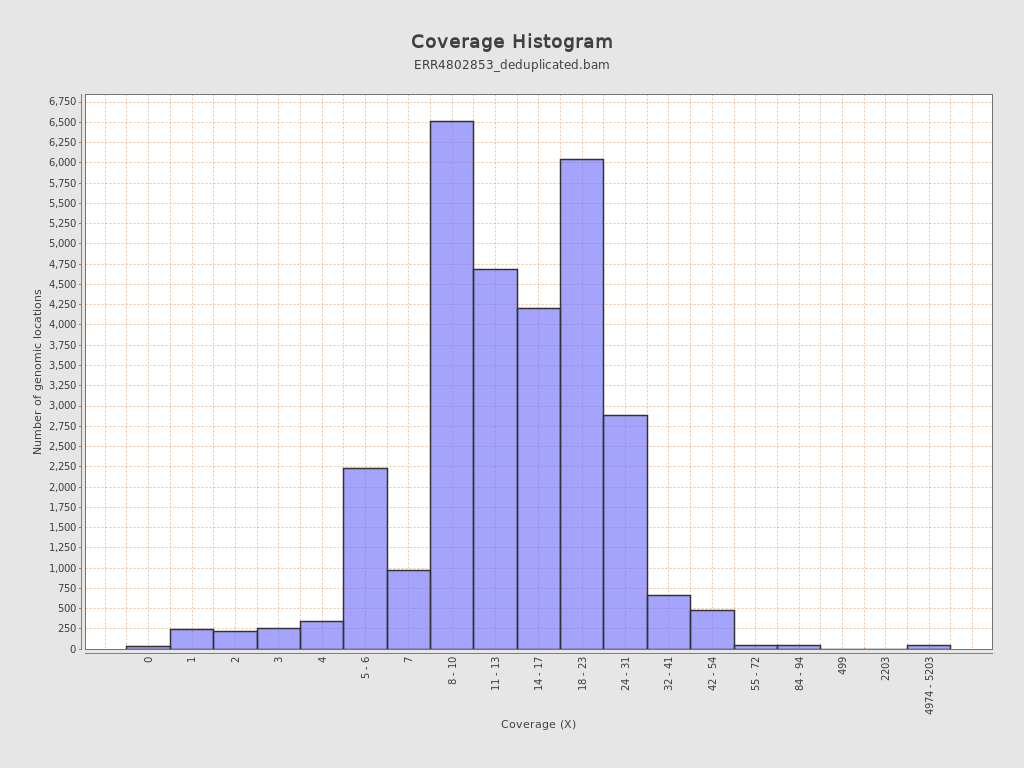 Coverage Histogram
ERR4802853_deduplicated.bam
Number of genomic locations
6,750
6,500
6,250
6,000
5,750
5,500
5,250
5,000
4,750
4,500
4,250
4,000
3,750
3,500
3,250
3,000
2,750
2,500
2,250
2,000
1,750
1,500
1,250
1,000
750
500
250
0
0
1
2
3
4
5 - 6
7
8 - 10
11 - 13
14 - 17
18 - 23
24 - 31
32 - 41
42 - 54
55 - 72
84 - 94
499
2203
4974 - 5203
Coverage (X)